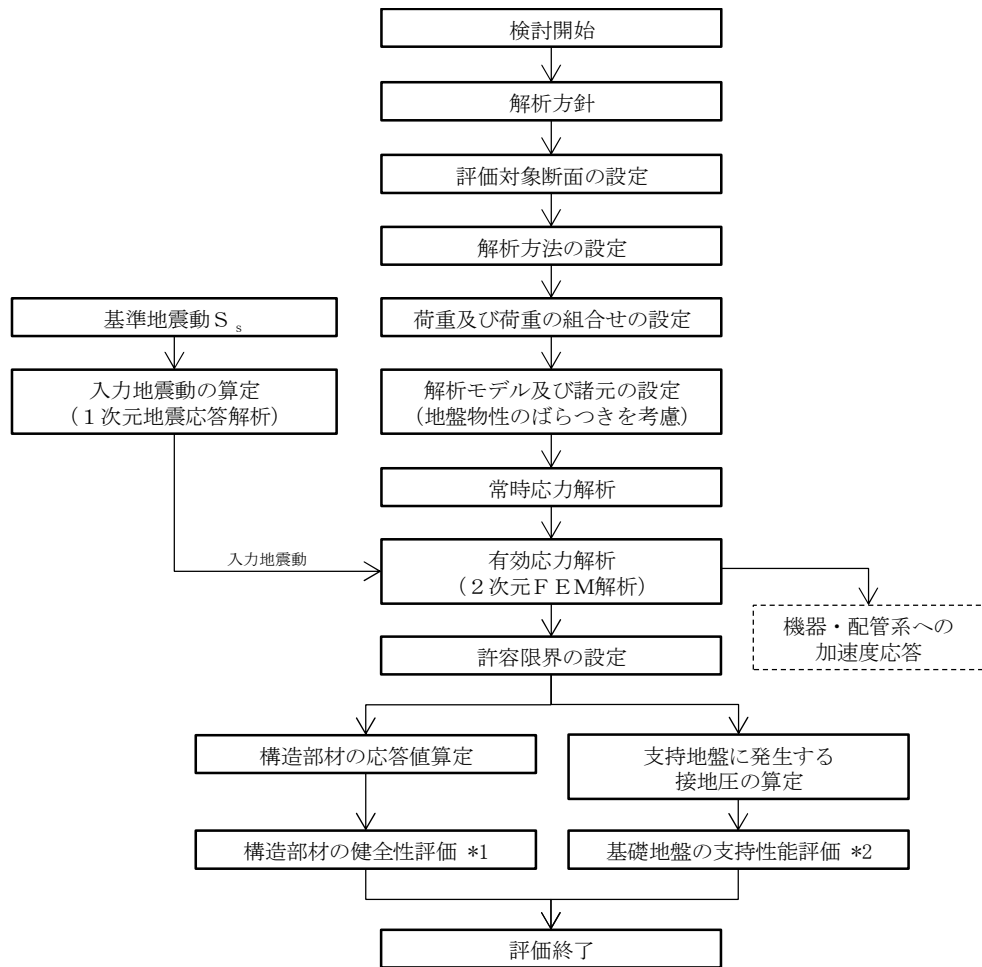 検討開始
解析方針
評価対象断面の設定
解析方法の設定
基準地震動Ｓｓ
荷重及び荷重の組合せの設定
入力地震動の算定
（１次元地震応答解析）
解析モデル及び諸元の設定
（地盤物性のばらつきを考慮）
常時応力解析
入力地震動
有効応力解析
（２次元ＦＥＭ解析）
機器・配管系への
加速度応答
許容限界の設定
構造部材の応答値算定
支持地盤に発生する
接地圧の算定
構造部材の健全性評価 *1
基礎地盤の支持性能評価 *2
評価終了